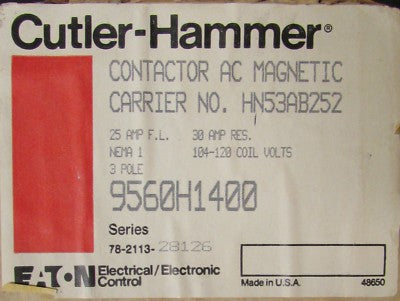 Cutler-Hammer®
CONTACTOR AC MAGNETIC
CARRIER NO. HN53AB252
25 AMP F.L. 30 AMP RES.
NEMA 1 104-120 COIL VOLTS
3 POLE
9560H1400
Series
78-2113-28126
EATON Electrical/Electronic
Control
Made in U.S.A. 48650